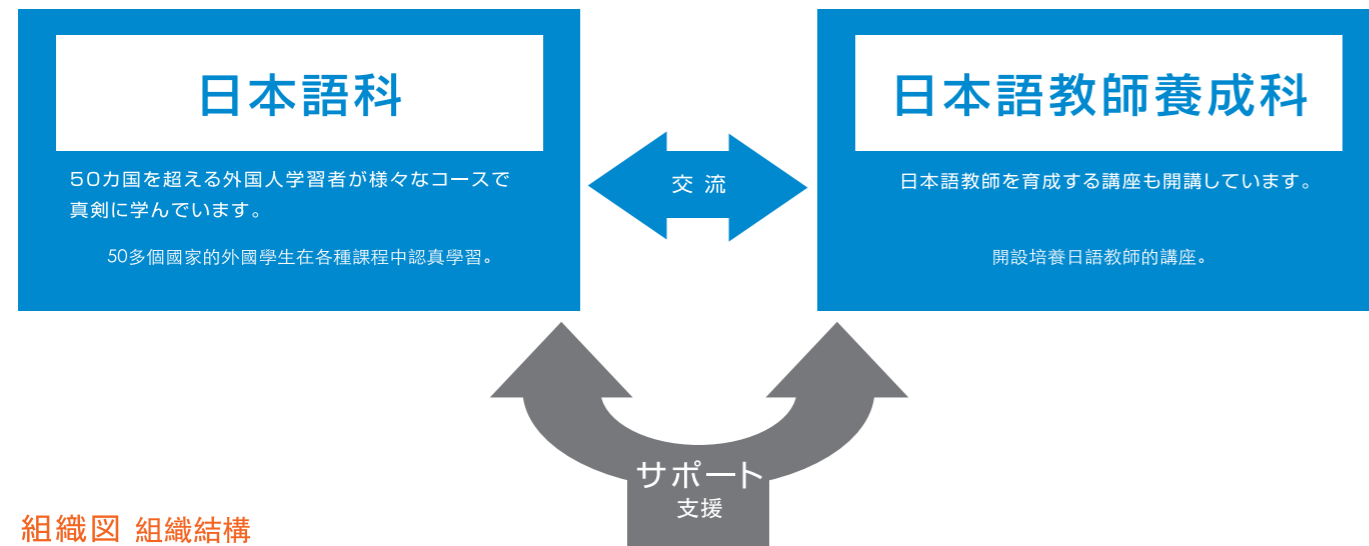 日本語科
50カ国を超える外国人学習者が様々なコースで
真剣に学んでいます。
50多個國家的外國學生在各種課程中認真學習。
交流
日本語教師養成科
日本語教師を育成する講座も開講しています。
開設培養日語教師的講座。
サポート
支援
組織図 組織結構